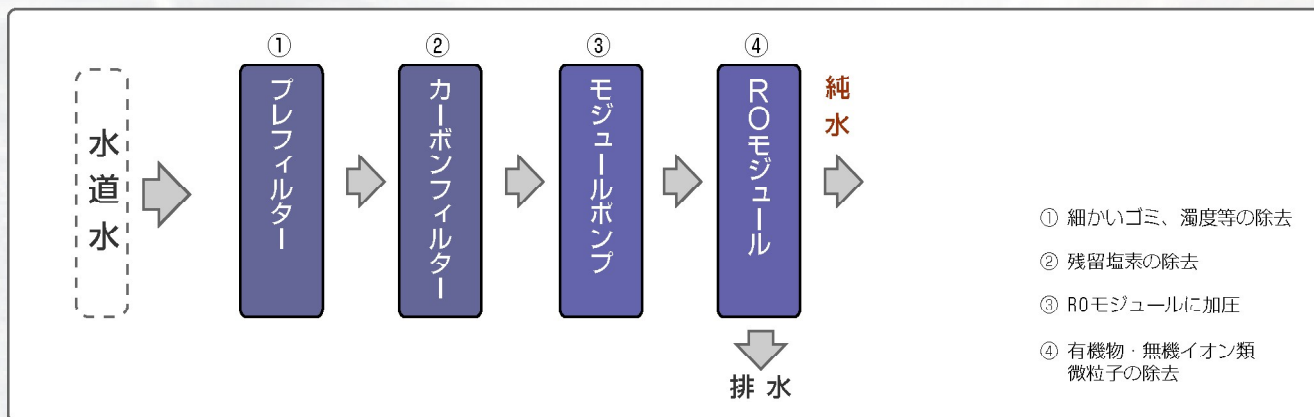 ①
②
③
④
水道水
プレフィルター
カーボンフィルター
モジュールポンプ
ROモジュール
純水
排水
① 細かいゴミ、濁度等の除去
② 残留塩素の除去
③ ROモジュールに加圧
④ 有機物・無機イオン類
微粒子の除去